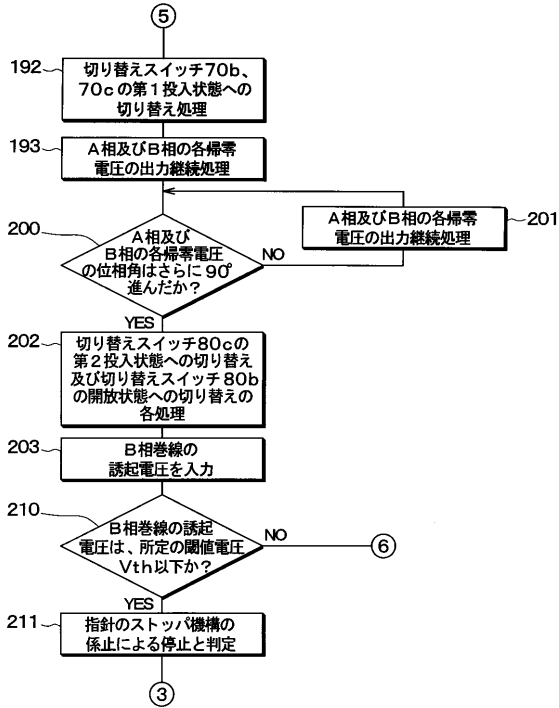 ⑤
192
切り替えスイッチ70b、
70cの第1投入状態への
切り替え処理
193
A相及びB相の各帰零
電圧の出力継続処理
200
A相及び
B相の各帰零電圧
の位相角はさらに90°
進んだか?
NO
YES
A相及びB相の各帰零
電圧の出力継続処理
201
202
切り替えスイッチ80cの
第2投入状態への切り替え
及び切り替えスイッチ80b
の開放状態への切り替えの
各処理
203
B相巻線の
誘起電圧を入力
210
B相巻線の誘起
電圧は、所定の閾値電圧
Vth以下か?
NO
⑥
YES
211
指針のストッパ機構の
係止による停止と判定
③